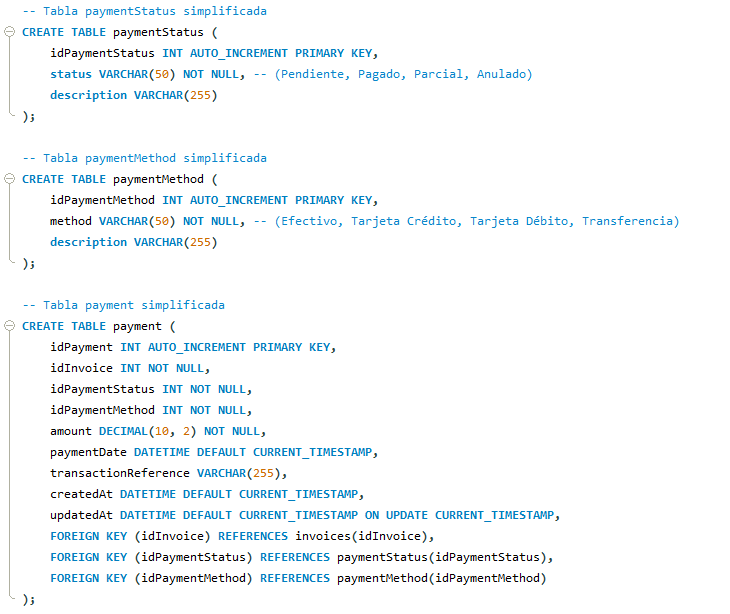 -- Tabla paymentStatus simplificada
CREATE TABLE paymentStatus (
    idPaymentStatus INT AUTO_INCREMENT PRIMARY KEY,
    status VARCHAR(50) NOT NULL, -- (Pendiente, Pagado, Parcial, Anulado)
    description VARCHAR(255)
);

-- Tabla paymentMethod simplificada
CREATE TABLE paymentMethod (
    idPaymentMethod INT AUTO_INCREMENT PRIMARY KEY,
    method VARCHAR(50) NOT NULL, -- (Efectivo, Tarjeta Crédito, Tarjeta Débito, Transferencia)
    description VARCHAR(255)
);

-- Tabla payment simplificada
CREATE TABLE payment (
    idPayment INT AUTO_INCREMENT PRIMARY KEY,
    idInvoice INT NOT NULL,
    idPaymentStatus INT NOT NULL,
    idPaymentMethod INT NOT NULL,
    amount DECIMAL(10, 2) NOT NULL,
    paymentDate DATETIME DEFAULT CURRENT_TIMESTAMP,
    transactionReference VARCHAR(255),
    createdAt DATETIME DEFAULT CURRENT_TIMESTAMP,
    updatedAt DATETIME DEFAULT CURRENT_TIMESTAMP ON UPDATE CURRENT_TIMESTAMP,
    FOREIGN KEY (idInvoice) REFERENCES invoices(idInvoice),
    FOREIGN KEY (idPaymentStatus) REFERENCES paymentStatus(idPaymentStatus),
    FOREIGN KEY (idPaymentMethod) REFERENCES paymentMethod(idPaymentMethod)
);